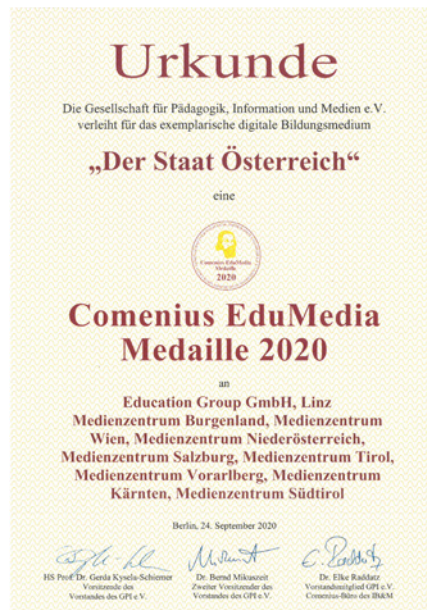 Urkunde
Die Gesellschaft für Pädagogik, Information und Medien e.V.
verleiht für das exemplarische digitale Bildungsmedium
„Der Staat Österreich“
eine
Comenius EduMedia
Medaille
2020
Comenius EduMedia
Medaille 2020
an
Education Group GmbH, Linz
Medienzentrum Burgenland, Medienzentrum
Wien, Medienzentrum Niederösterreich,
Medienzentrum Salzburg, Medienzentrum Tirol,
Medienzentrum Vorarlberg, Medienzentrum
Kärnten, Medienzentrum Südtirol
Berlin, 24. September 2020
HS Prof. Dr. Gerda Kysela-Schiemer
Vorsitzende des
Vorstandes des GPI e.V.
Dr. Bernd Mikuszeit
Zweiter Vorsitzender des
Vorstandes des GPI e.V.
Dr. Elke Raddatz
Vorstandsmitglied GPI e.V.
Comenius-Büro des IB&M